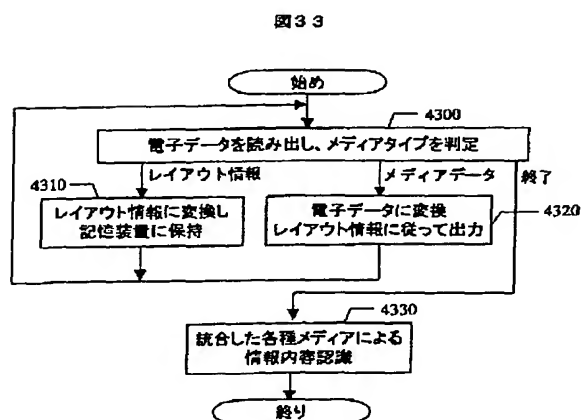 図33
始め
4300
電子データを読み出し、メディアタイプを判定
レイアウト情報
メディアデータ
終了
4310
レイアウト情報に変換し
記憶装置に保持
電子データに変換
レイアウト情報に従って出力
4320
4330
統合した各種メディアによる
情報内容認識
終り